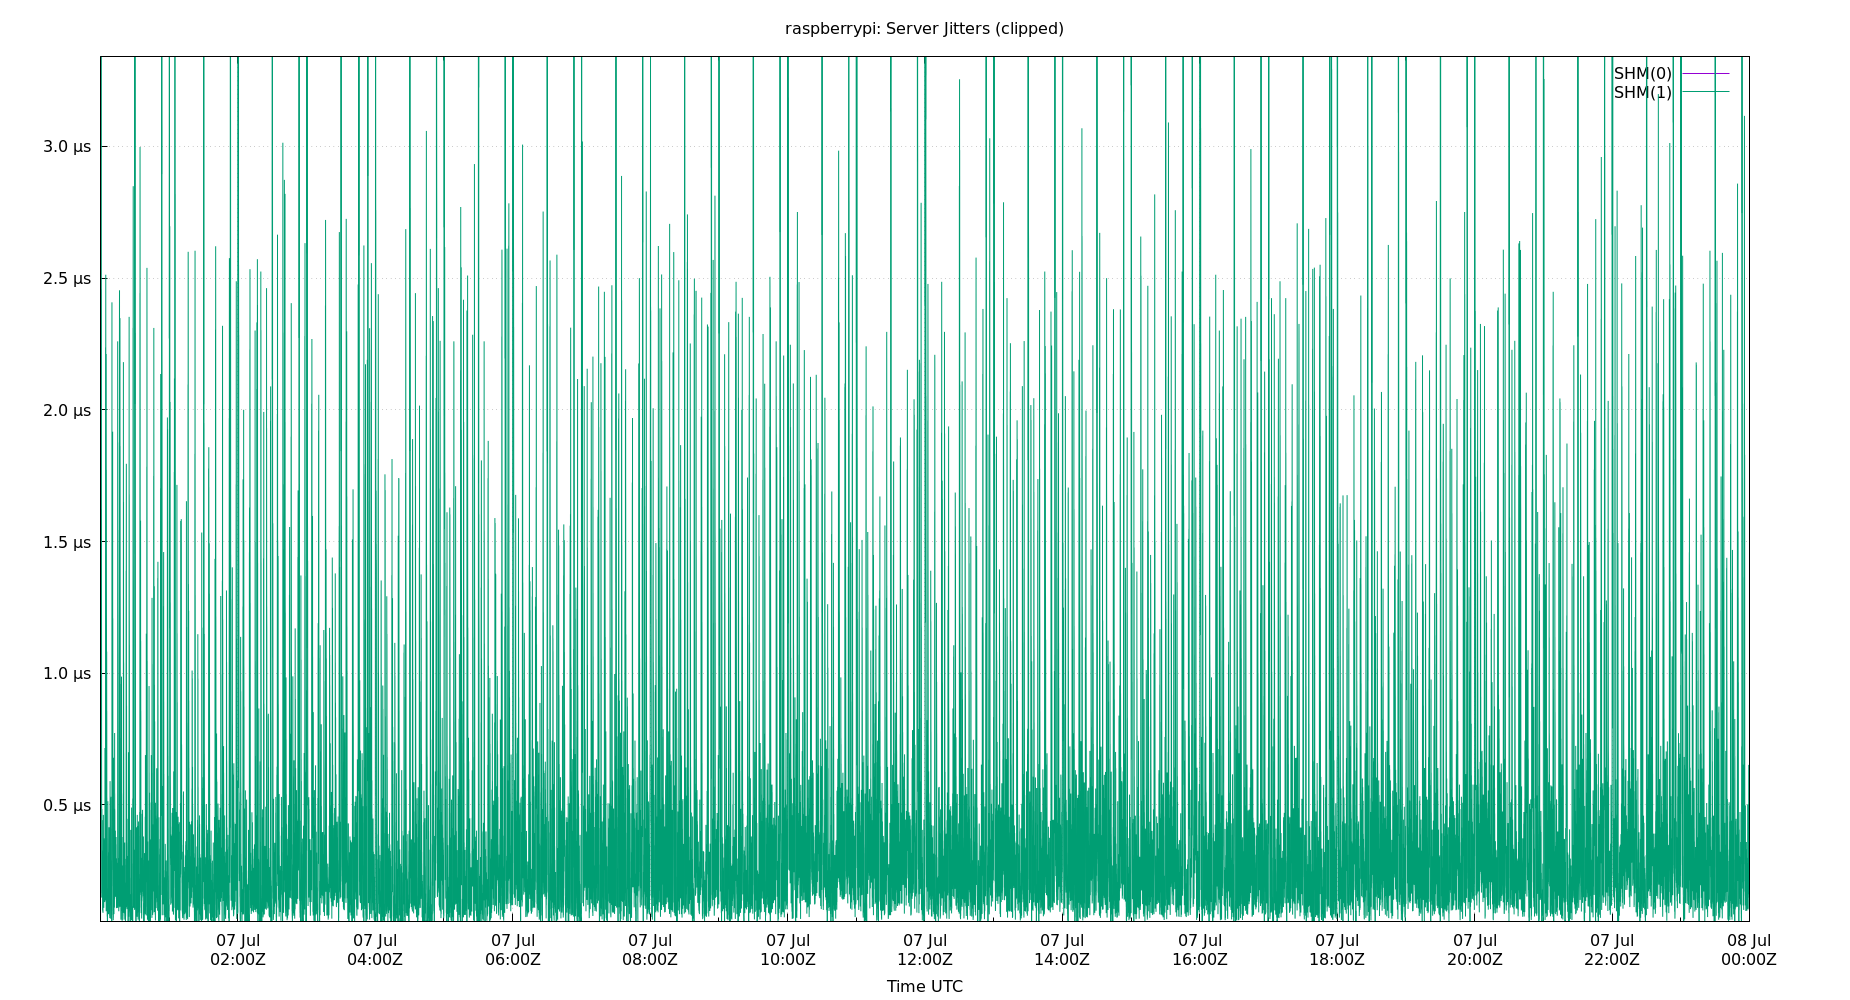 raspberrypi: Server Jitters (clipped)
SHM(0)
SHM(1)
3.0 µs
2.5 µs
2.0 µs
1.5 µs
1.0 µs
0.5 µs
07 Jul 07 Jul 07 Jul 07 Jul 07 Jul 07 Jul 07 Jul 07 Jul 07 Jul 07 Jul 07 Jul 08 Jul
02:00Z 04:00Z 06:00Z 08:00Z 10:00Z 12:00Z 14:00Z 16:00Z 18:00Z 20:00Z 22:00Z 00:00Z
Time UTC